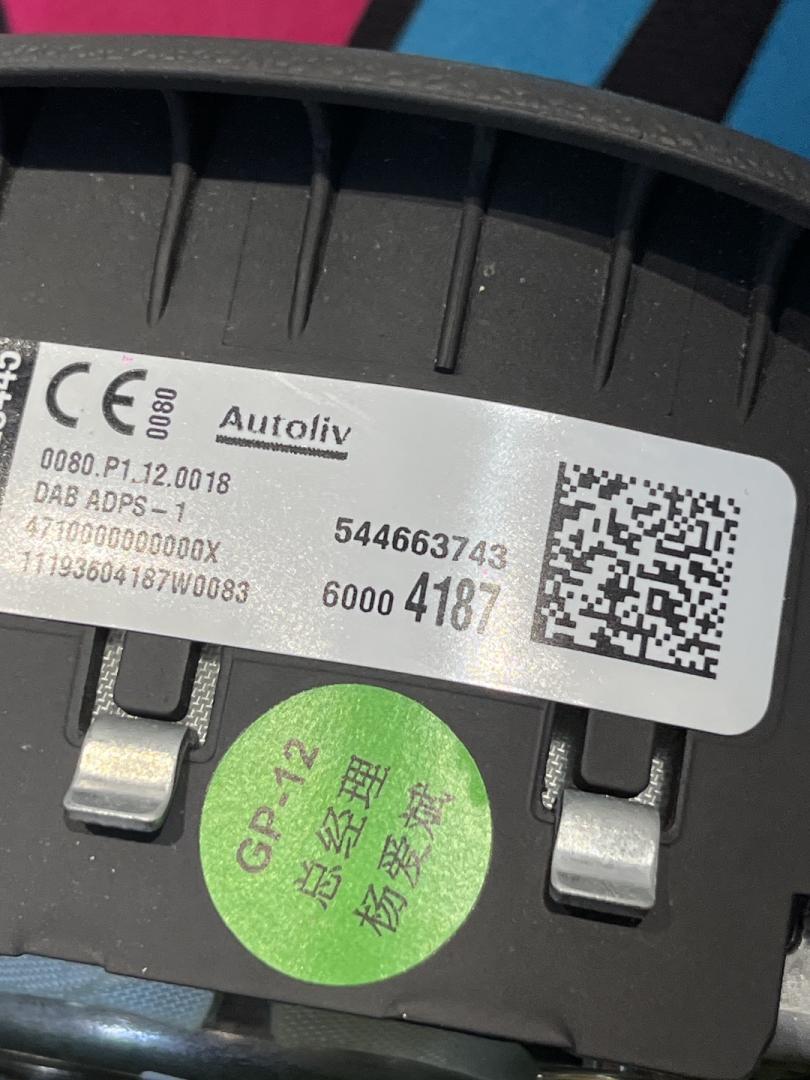 CE 0080
Autoliv
0080.P1.12.0018
DAB ADPS-1
4710000000000X
11193604187W0083
544663743
6000 4187
GP-12
总经理
杨爱斌